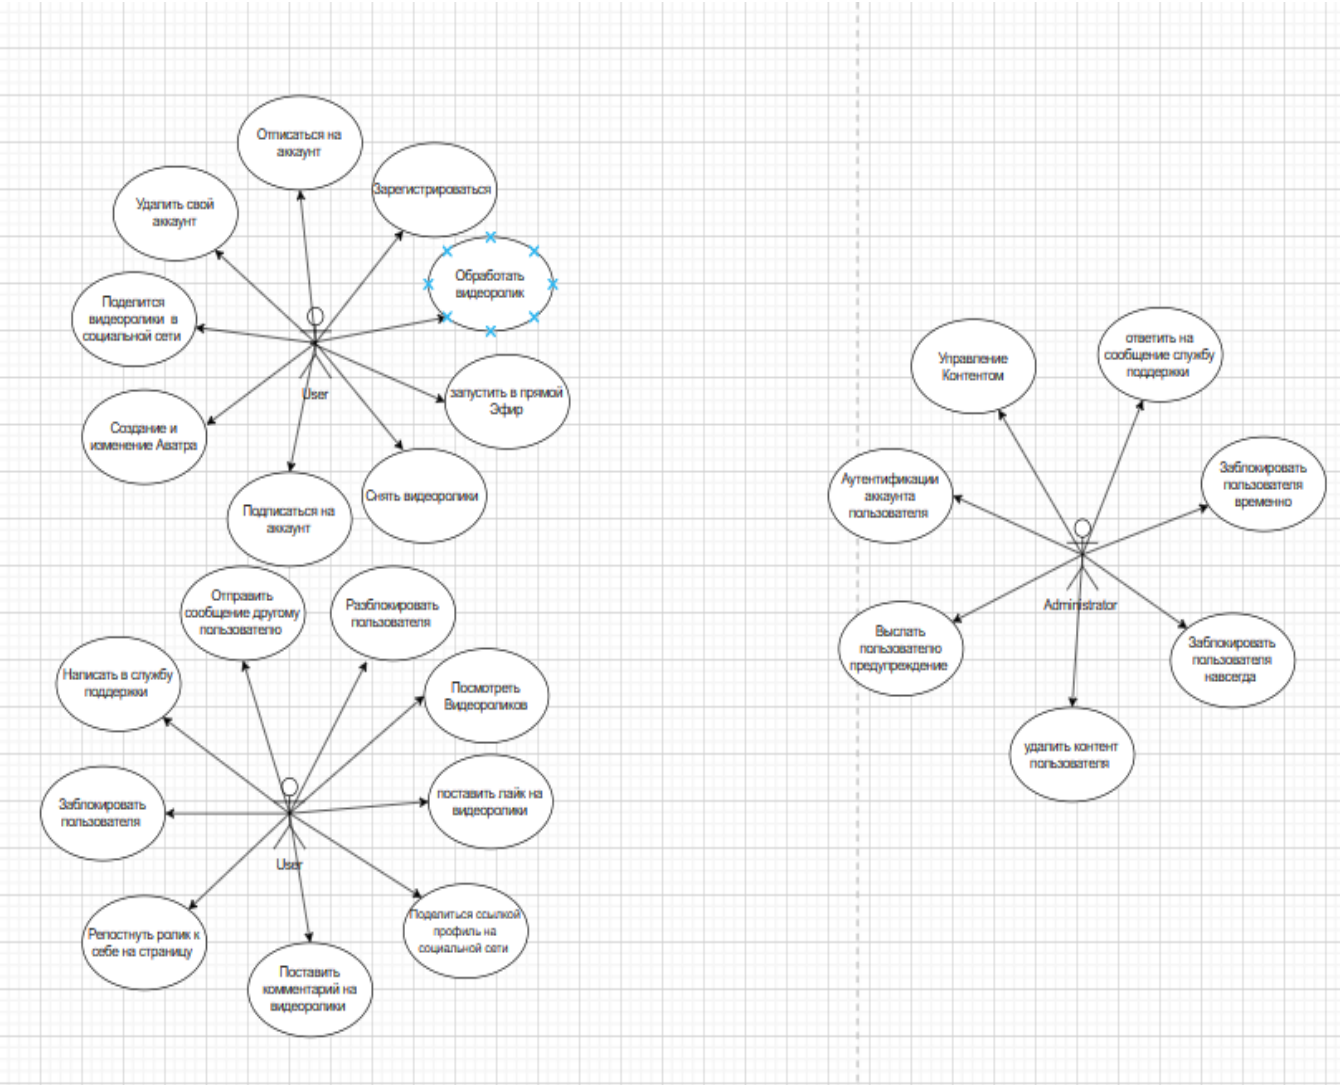 Отписаться на
аккаунт
Зарегистрироваться
Удалить свой
аккаунт
Обработать
видеоролик
Поделится
видеоролики в
социальной сети
User
запустить в прямой
Эфир
Создание и
изменение Аватра
Снять видеоролики
Подписаться на
аккаунт
Отправить
сообщение другому
пользователю
Разблокировать
пользователя
Написать в службу
поддержки
Посмотреть
Видеороликов
поставить лайк на
видеоролики
Заблокировать
пользователя
User
Поделиться ссылкой
профиль на
социальной сети
Репостнуть ролик к
себе на страницу
Поставить
комментарий на
видеоролики
ответить на
сообщение службу
поддержки
Управление
Контентом
Заблокировать
пользователя
временно
Аутентификации
аккаунта
пользователя
Administrator
Выслать
пользователю
предупреждение
Заблокировать
пользователя
навсегда
удалить контент
пользователя